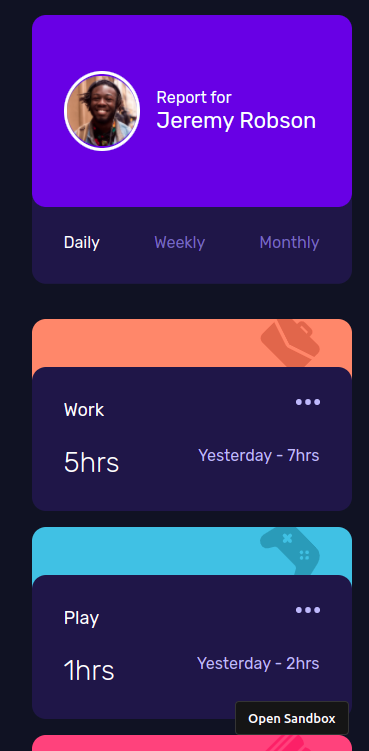 Report for
Jeremy Robson
Daily Weekly Monthly
Work
5hrs Yesterday - 7hrs
Play
1hrs Yesterday - 2hrs
Open Sandbox